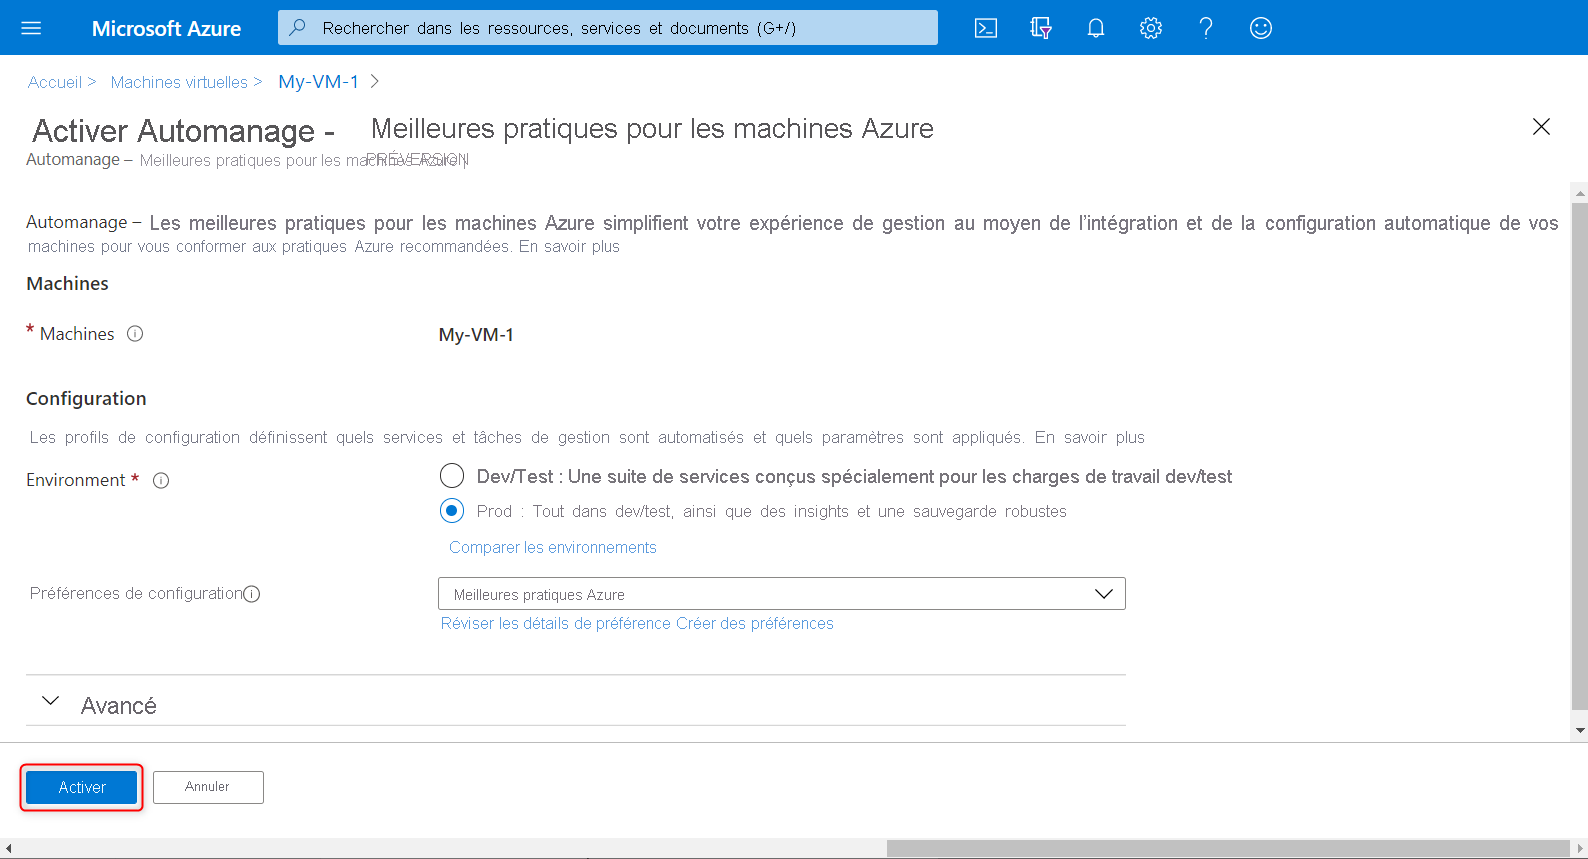 Microsoft Azure
Rechercher dans les ressources, services et documents (G+/)
Accueil > Machines virtuelles > My-VM-1 >
Activer Automanage - Meilleures pratiques pour les machines Azure
Automanage – Meilleures pratiques pour les machines Azure | PRÉVERSION
Automanage – Les meilleures pratiques pour les machines Azure simplifient votre expérience de gestion au moyen de l'intégration et de la configuration automatique de vos
machines pour vous conformer aux pratiques Azure recommandées. En savoir plus
Machines
* Machines
My-VM-1
Configuration
Les profils de configuration définissent quels services et tâches de gestion sont automatisés et quels paramètres sont appliqués. En savoir plus
Environment *
Dev/Test : Une suite de services conçus spécialement pour les charges de travail dev/test
Prod : Tout dans dev/test, ainsi que des insights et une sauvegarde robustes
Comparer les environnements
Préférences de configuration
Meilleures pratiques Azure
Réviser les détails de préférence Créer des préférences
Avancé
Activer
Annuler